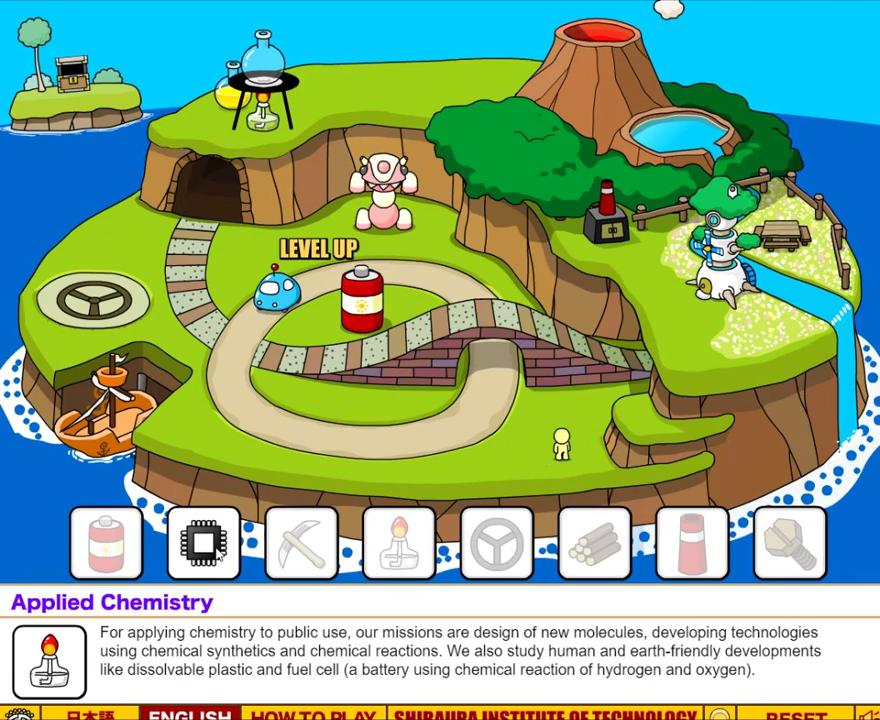 LEVEL UP
Applied Chemistry
For applying chemistry to public use, our missions are design of new molecules, developing technologies
using chemical synthetics and chemical reactions. We also study human and earth-friendly developments
like dissolvable plastic and fuel cell (a battery using chemical reaction of hydrogen and oxygen).
日本語 ENGLISH HOW TO PLAY SHIBAURA INSTITUTE OF TECHNOLOGY RESET